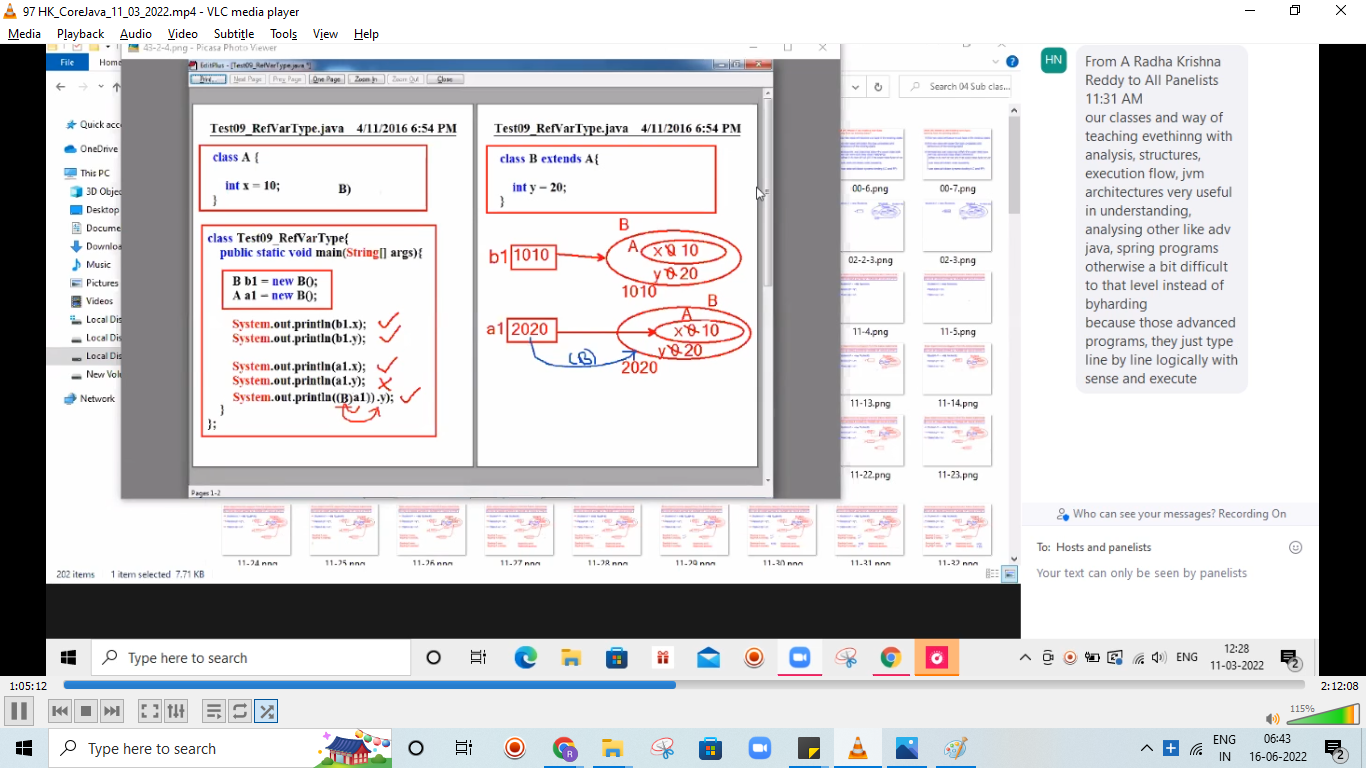 97 HK_CoreJava_11_03_2022.mp4 - VLC media player
Media Playback Audio Video Subtitle Tools View Help
43-2-4.png - Picasa Photo Viewer
File Home
EditPlus - [Test09_RefVarType.java *]
Print... Next Page Prev Page One Page Zoom In Zoom Out Close
Search 04 Sub clas...
Quick acc
OneDrive
This PC
3D Objec
Desktop
Docume
Downloa
Music
Pictures
Videos
Local Dis
Local Dis
Local Dis
New Volu
Network
Test09_RefVarType.java 4/11/2016 6:54 PM
class A {
int x = 10;
B)
}
class Test09_RefVarType{
public static void main(String[] args){
B b1 = new B();
A a1 = new B();
System.out.println(b1.x);
System.out.println(b1.y);
System.out.println(a1.x);
System.out.println(a1.y);
System.out.println((B)a1)).y);
}
};
Test09_RefVarType.java 4/11/2016 6:54 PM
class B extends A{
int y = 20;
}
B
b1 1010
A x 0 10
y 0 20
1010
B
A
a1 2020
x 0 10
y 0 20
(B)
2020
Pages 1-2
00-6.png 00-7.png
02-2-3.png 02-3.png
11-4.png 11-5.png
11-13.png 11-14.png
11-22.png 11-23.png
11-24.png 11-25.png 11-26.png 11-27.png 11-28.png 11-29.png 11-30.png 11-31.png 11-32.png
202 items 1 item selected 7.71 KB
HN
From A Radha Krishna
Reddy to All Panelists
11:31 AM
our classes and way of
teaching evethinng with
analysis, structures,
execution flow, jvm
architectures very useful
in understanding,
analysing other like adv
java, soring programs
otherwise a bit difficult
to that level instead of
byharding
because those advanced
programs, they just type
line by line logically with
sense and execute
Who can see your messages? Recording On
To: Hosts and panelists
Your text can only be seen by panelists
Type here to search
ENG
12:28
11-03-2022
2
1:05:12
2:12:08
115%
Type here to search
ENG
IN
06:43
16-06-2022
2